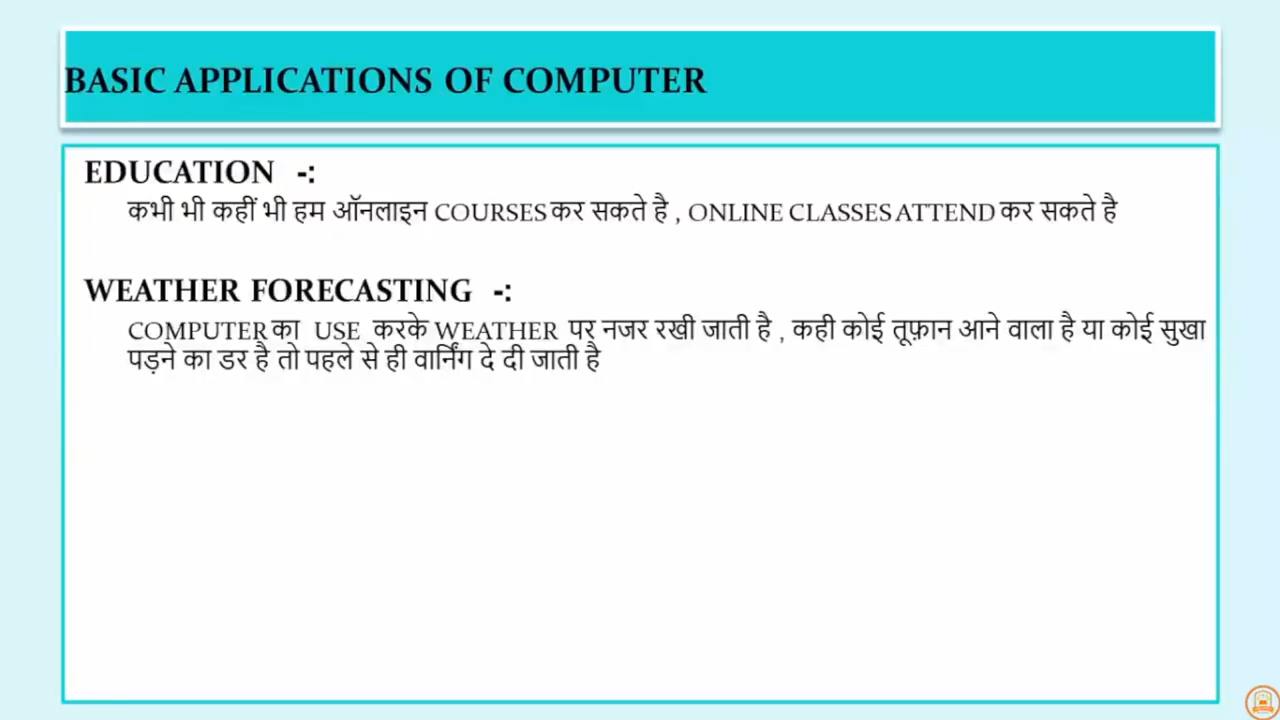 BASIC APPLICATIONS OF COMPUTER
EDUCATION -:
कभी भी कहीं भी हम ऑनलाइन COURSES कर सकते है , ONLINE CLASSES ATTEND कर सकते है
WEATHER FORECASTING -:
COMPUTER का USE करके WEATHER पर नजर रखी जाती है , कही कोई तूफ़ान आने वाला है या कोई सुखा
पड़ने का डर है तो पहले से ही वार्निंग दे दी जाती है